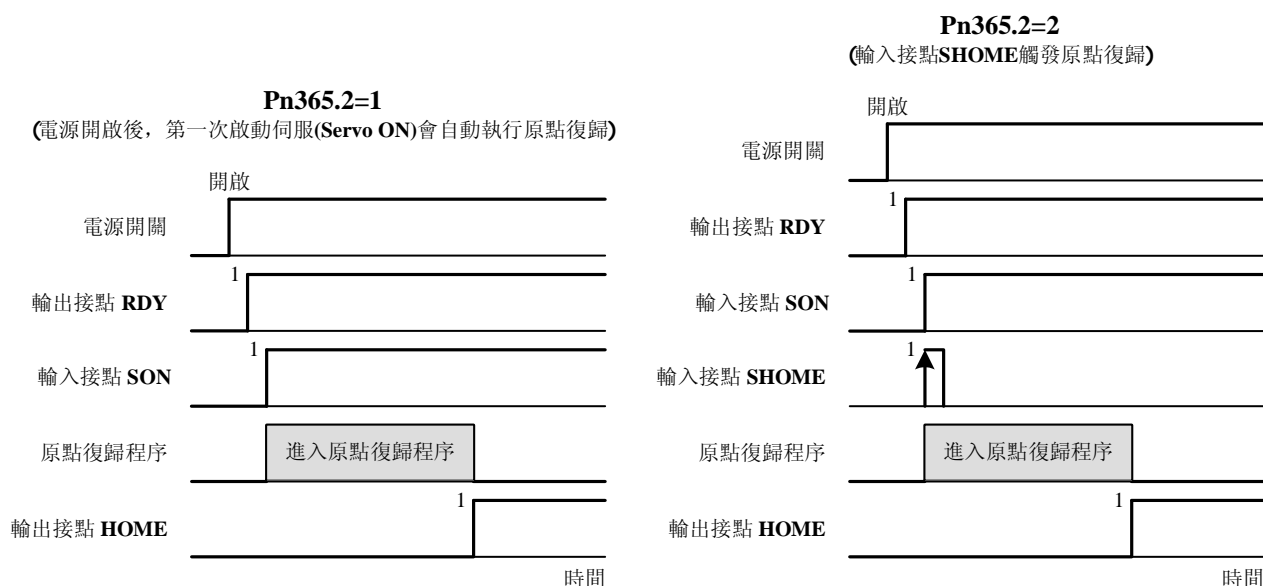 Pn365.2=1
(電源開啟後，第一次啟動伺服(Servo ON)會自動執行原點復歸)
開啟
電源開關
1
輸出接點 RDY
1
輸入接點 SON
原點復歸程序
進入原點復歸程序
1
輸出接點 HOME
時間
Pn365.2=2
(輸入接點SHOME觸發原點復歸)
開啟
電源開關
1
輸出接點 RDY
1
輸入接點 SON
1
輸入接點 SHOME
原點復歸程序
進入原點復歸程序
1
輸出接點 HOME
時間